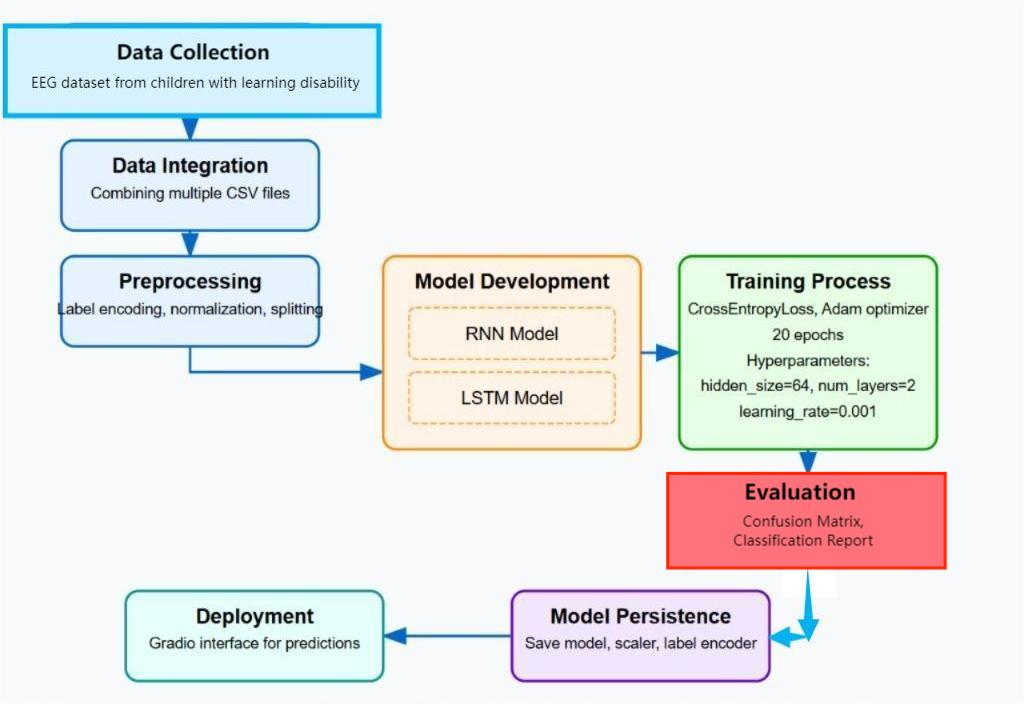 Data Collection
EEG dataset from children with learning disability
Data Integration
Combining multiple CSV files
Preprocessing
Label encoding, normalization, splitting
Model Development
RNN Model
LSTM Model
Training Process
CrossEntropyLoss, Adam optimizer
20 epochs
Hyperparameters:
hidden_size=64, num_layers=2
learning_rate=0.001
Evaluation
Confusion Matrix,
Classification Report
Model Persistence
Save model, scaler, label encoder
Deployment
Gradio interface for predictions